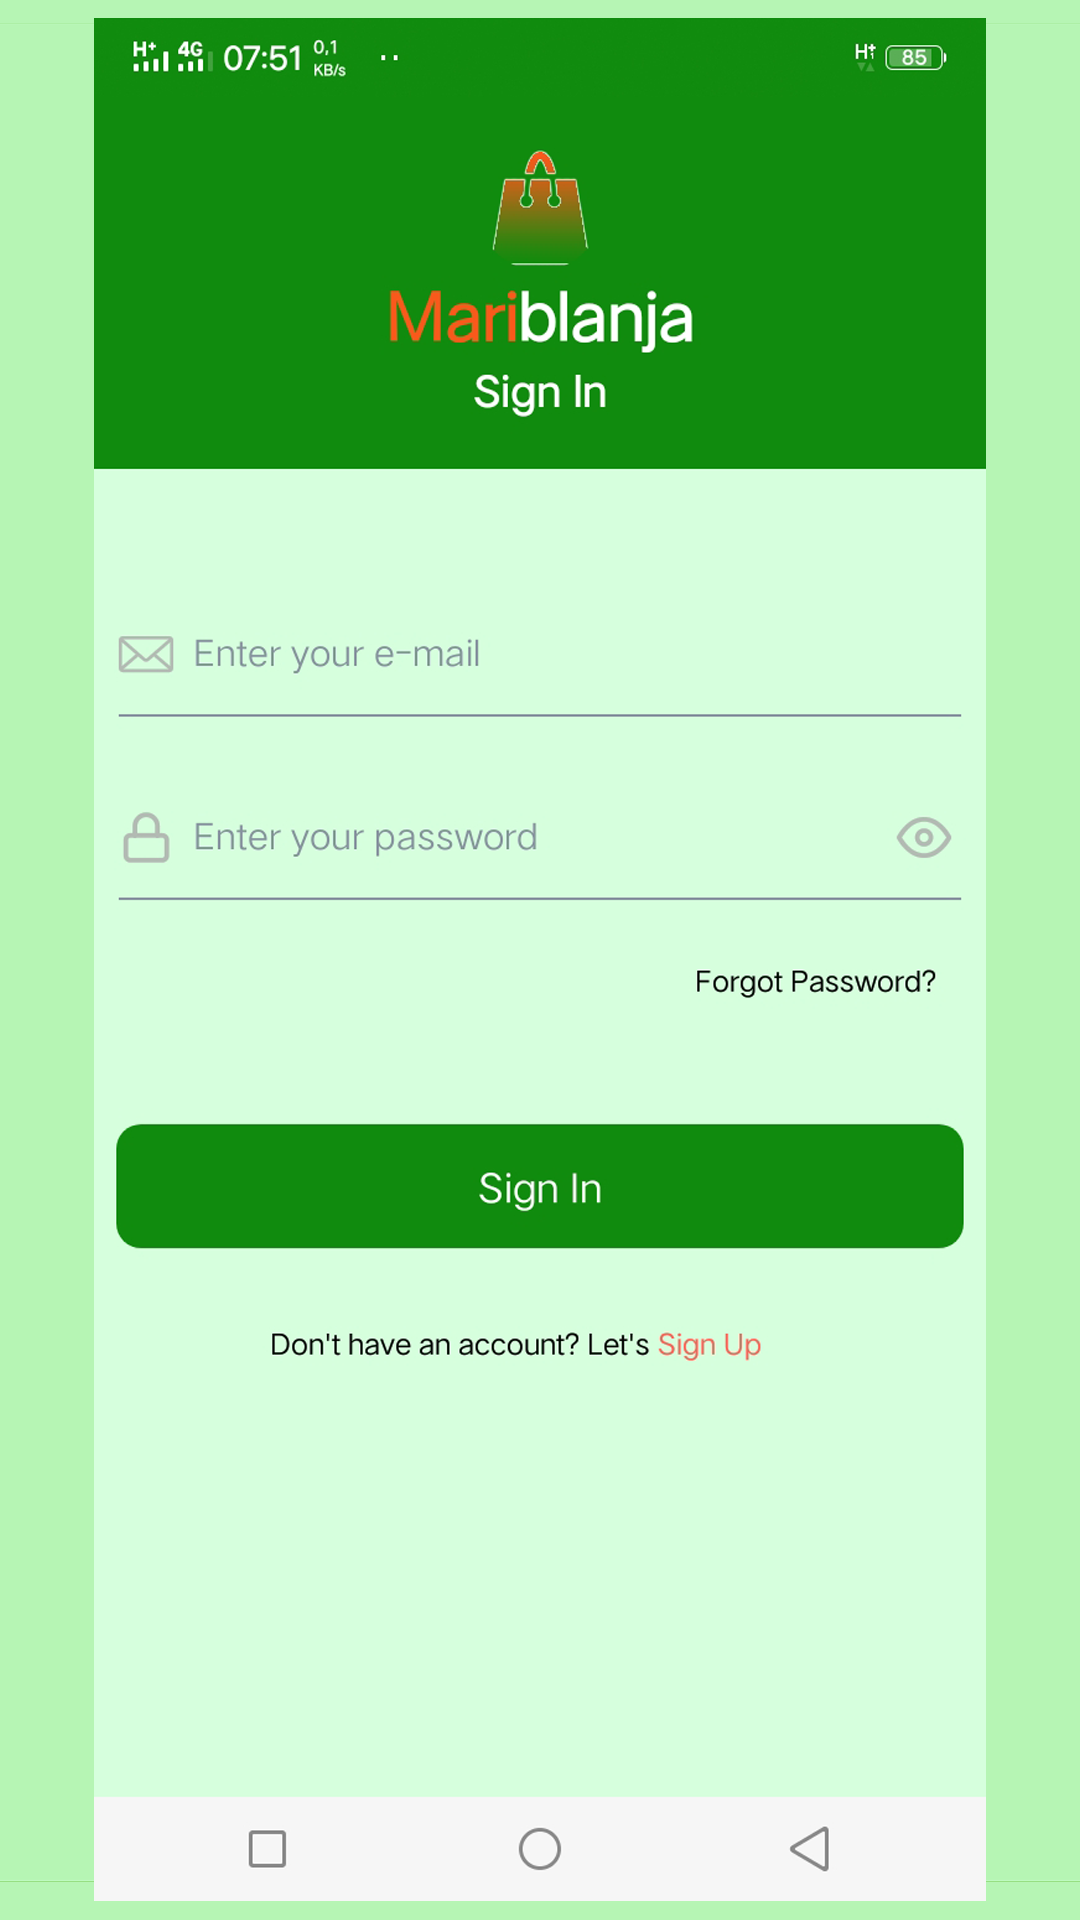 H+ 4G 07:51 0,1 KB/s H† 85
Mariblanja
Sign In
Enter your e-mail
Enter your password
Forgot Password?
Sign In
Don't have an account? Let's Sign Up